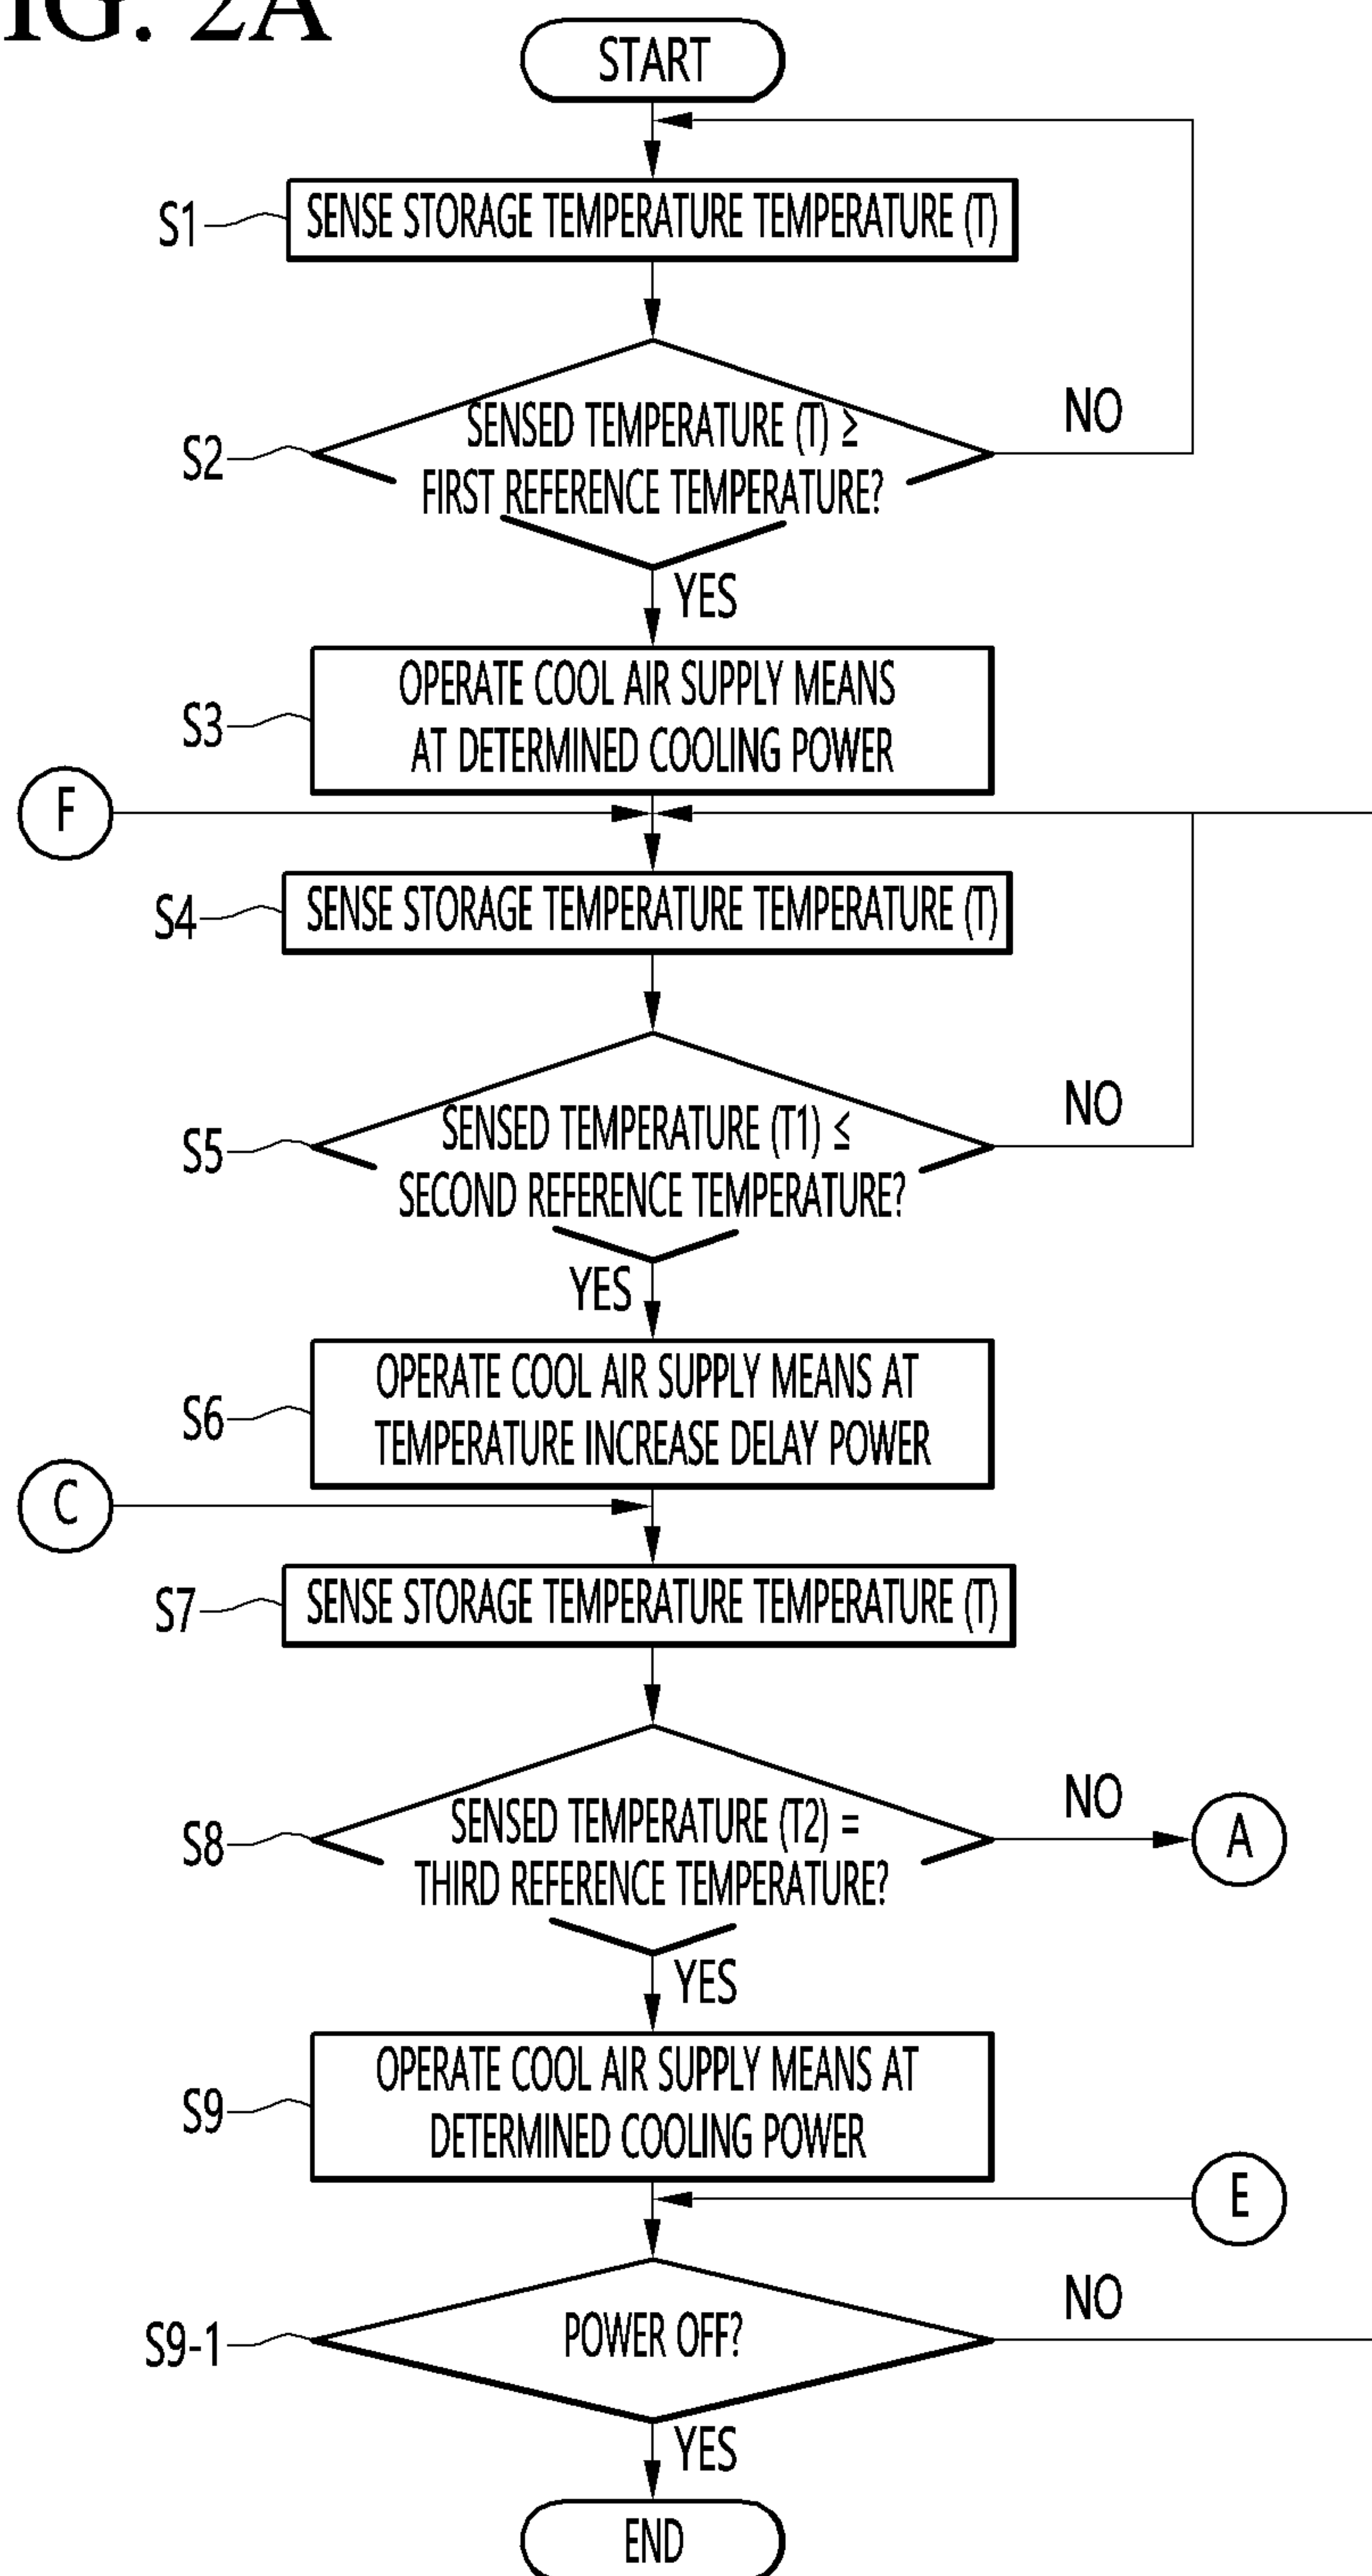 IG. 2A
START
S1
SENSE STORAGE TEMPERATURE TEMPERATURE (T)
S2
SENSED TEMPERATURE (T) ≥
FIRST REFERENCE TEMPERATURE?
NO
YES
S3
OPERATE COOL AIR SUPPLY MEANS
AT DETERMINED COOLING POWER
F
S4
SENSE STORAGE TEMPERATURE TEMPERATURE (T)
S5
SENSED TEMPERATURE (T1) ≤
SECOND REFERENCE TEMPERATURE?
NO
YES
S6
OPERATE COOL AIR SUPPLY MEANS AT
TEMPERATURE INCREASE DELAY POWER
C
S7
SENSE STORAGE TEMPERATURE TEMPERATURE (T)
S8
SENSED TEMPERATURE (T2) =
THIRD REFERENCE TEMPERATURE?
NO
A
YES
S9
OPERATE COOL AIR SUPPLY MEANS AT
DETERMINED COOLING POWER
E
S9-1
POWER OFF?
NO
YES
END